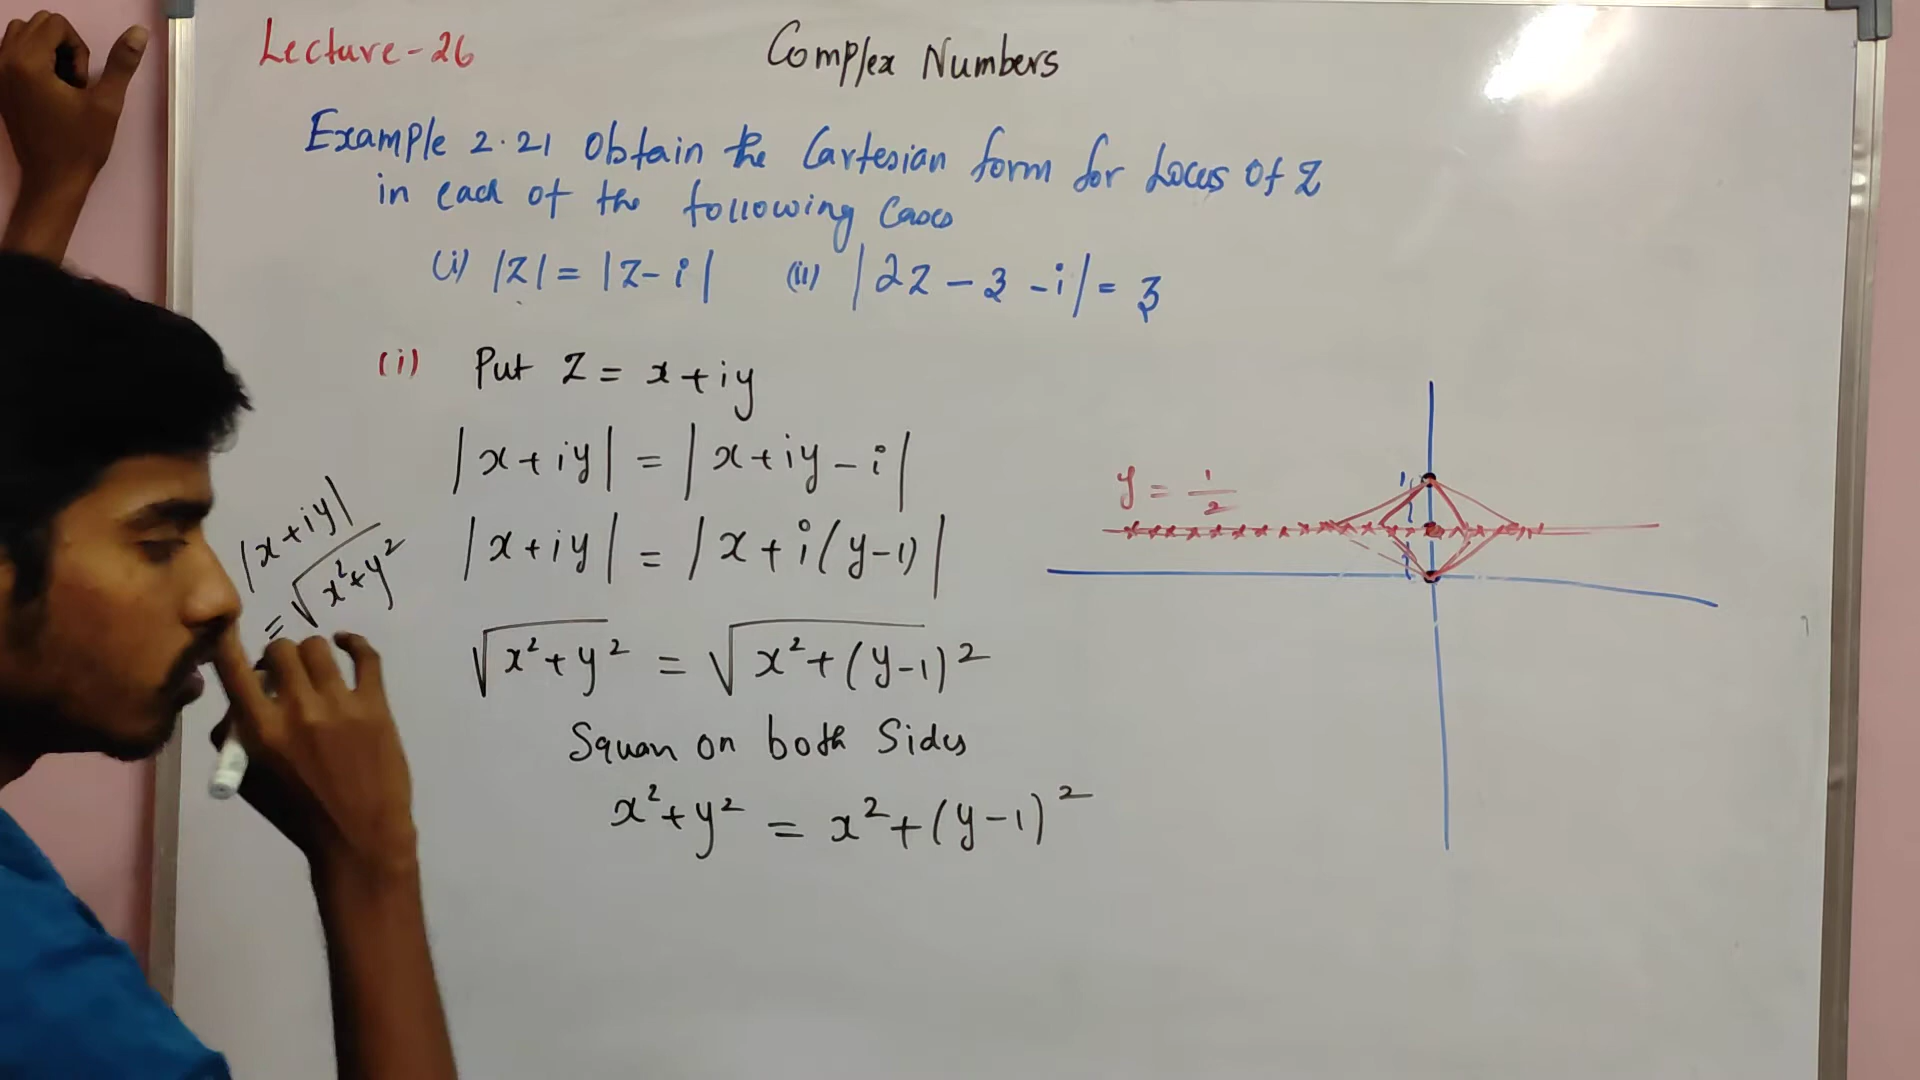 Lecture-26
Complex Numbers
Example 2.21 Obtain the Cartesian form for Locus of z
in each of the following Cases
(i) |z| = |z-i| (ii) |2z - 3 - i| = 3
(i) Put z = x+iy
|x+iy| = |x+iy-i|
|x+iy| = |x+i(y-1)|
√x²+y² = √x²+(y-1)²
Squar on both Sides
x²+y² = x²+(y-1)²
|x+iy|
= √x²+y²
y = 1/2